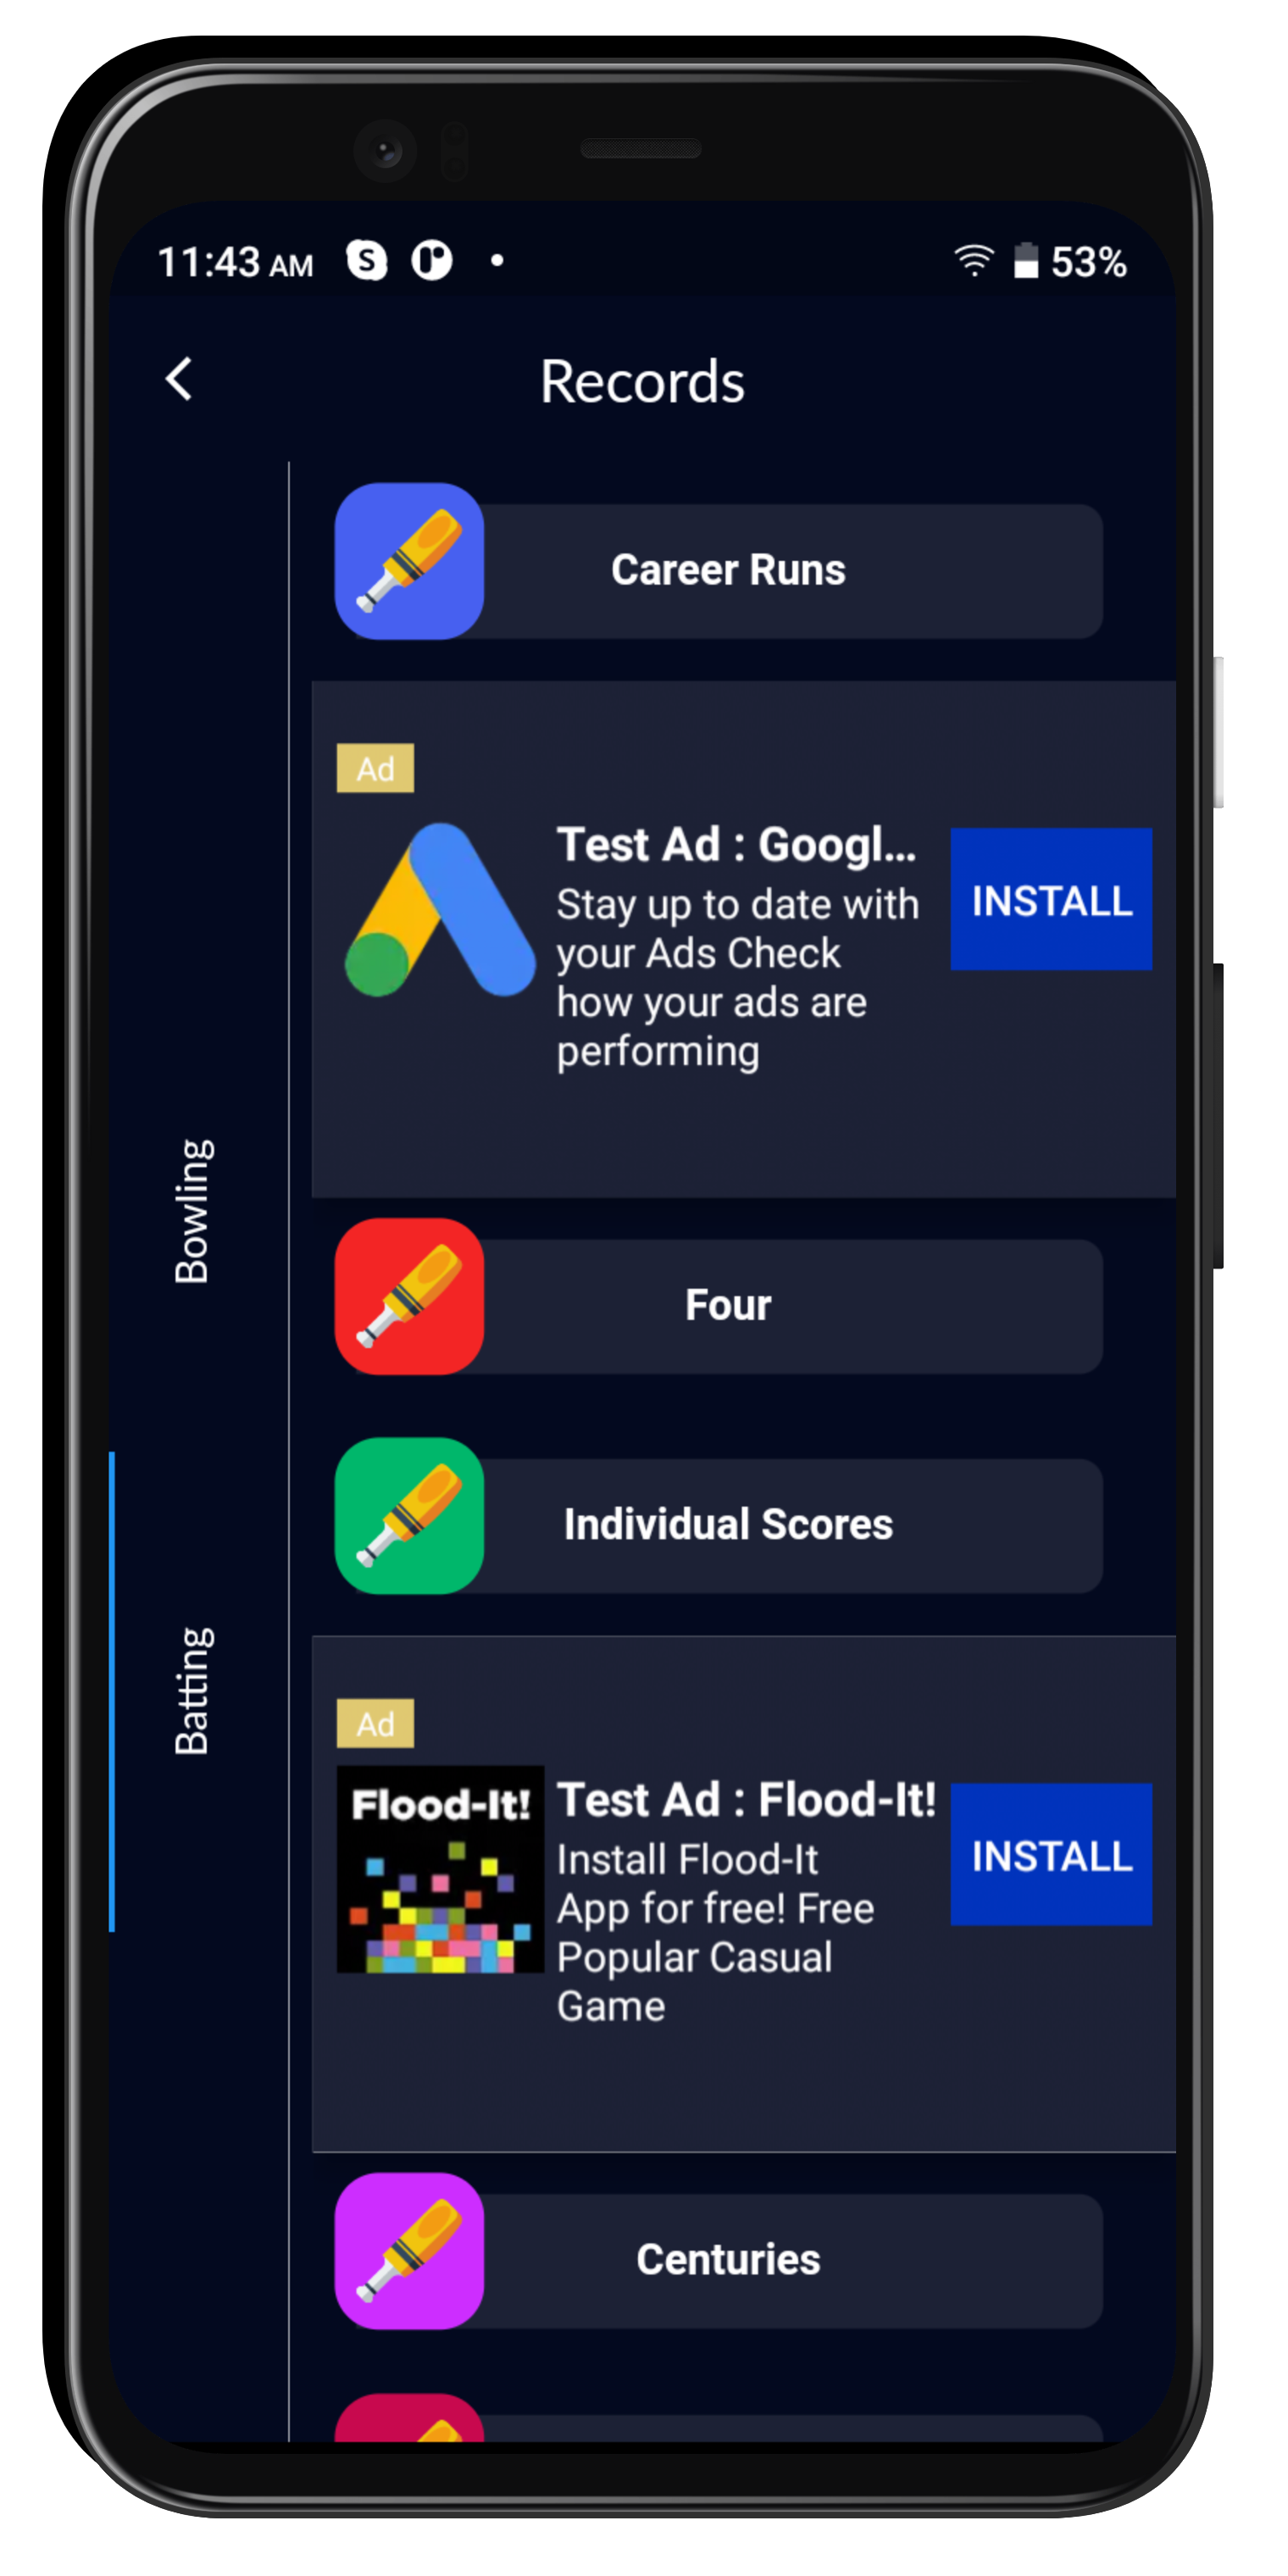 11:43 AM
53%
Records
Career Runs
Ad
Test Ad : Googl...
Stay up to date with
your Ads Check
how your ads are
performing
INSTALL
Bowling
Four
Individual Scores
Batting
Ad
Flood-It!
Test Ad : Flood-It!
Install Flood-It
App for free! Free
Popular Casual
Game
INSTALL
Centuries